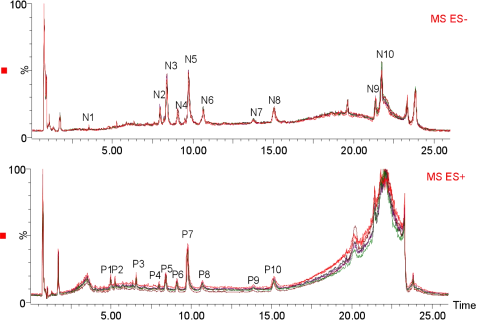 100
MS ES-
%
N1
N2
N3
N4
N5
N6
N7
N8
N9
N10
5.00 10.00 15.00 20.00 25.00
100
MS ES+
%
P1
P2
P3
P4
P5
P6
P7
P8
P9
P10
5.00 10.00 15.00 20.00 25.00
Time